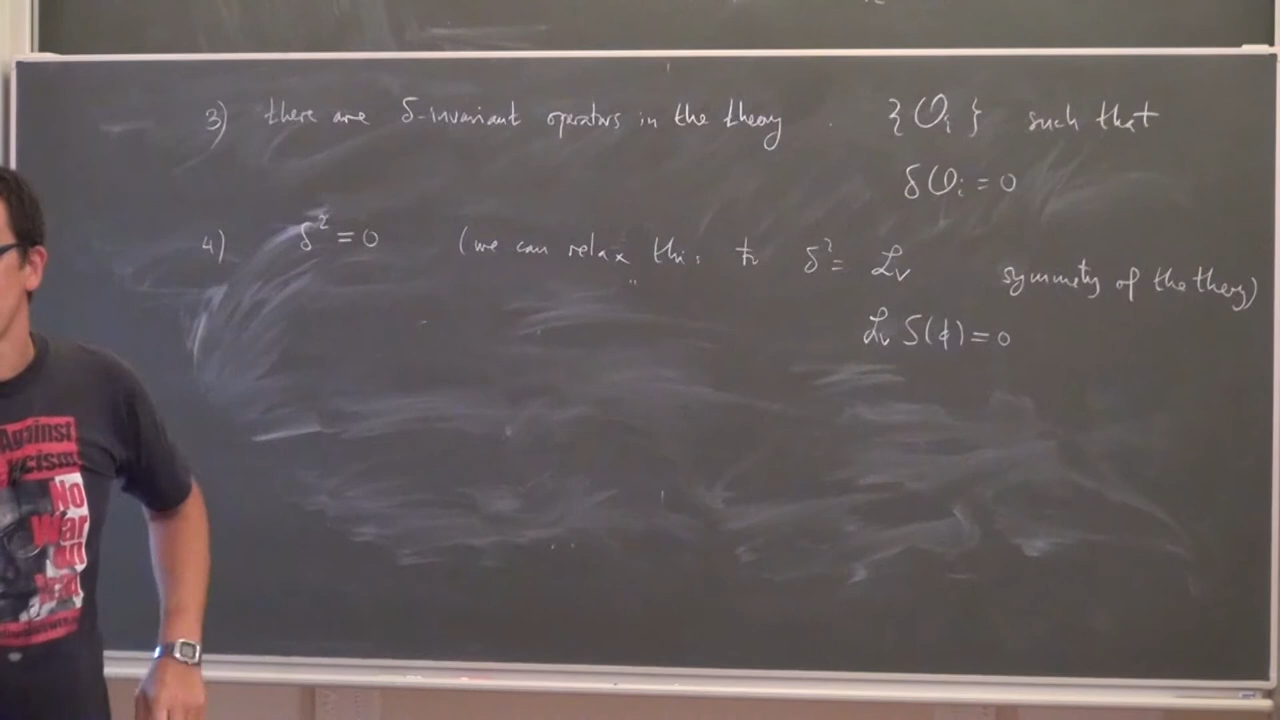 3) there are δ-invariant operators in the theory . {O_i} such that
δO_i = 0
4) δ² = 0 (we can relax this to δ² = ℒ_v symmetry of the theory)
ℒ_v S(ϕ) = 0
Against
No
War